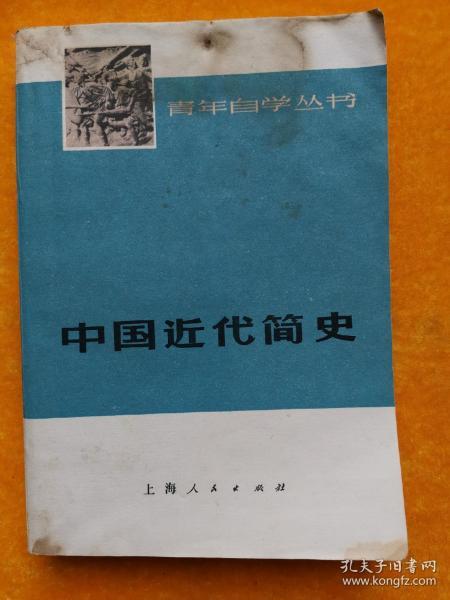 青年自学丛书
中国近代简史
上海人民出版社
孔夫子旧书网
www.kongfz.com